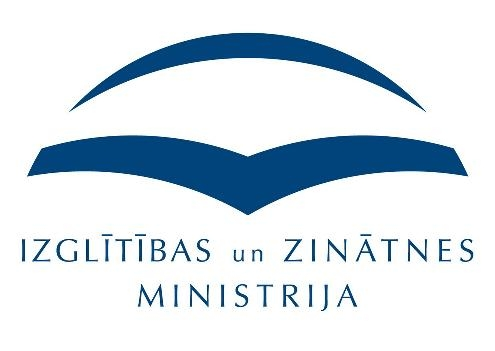 IZGLĪTĪBAS un ZINĀTNES
MINISTRIJA